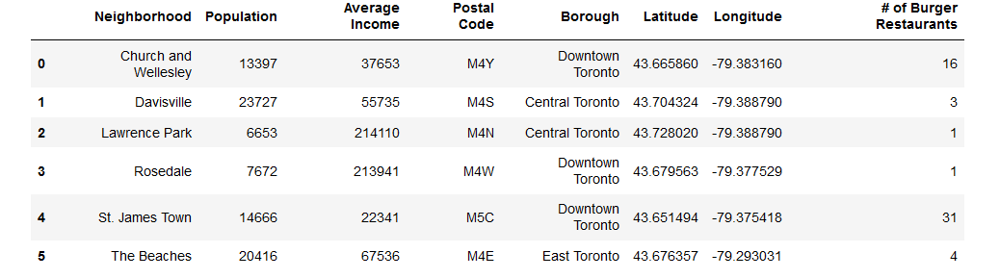 Neighborhood Population Average Income Postal Code Borough Latitude Longitude # of Burger Restaurants
0 Church and Wellesley 13397 37653 M4Y Downtown Toronto 43.665860 -79.383160 16
1 Davisville 23727 55735 M4S Central Toronto 43.704324 -79.388790 3
2 Lawrence Park 6653 214110 M4N Central Toronto 43.728020 -79.388790 1
3 Rosedale 7672 213941 M4W Downtown Toronto 43.679563 -79.377529 1
4 St. James Town 14666 22341 M5C Downtown Toronto 43.651494 -79.375418 31
5 The Beaches 20416 67536 M4E East Toronto 43.676357 -79.293031 4